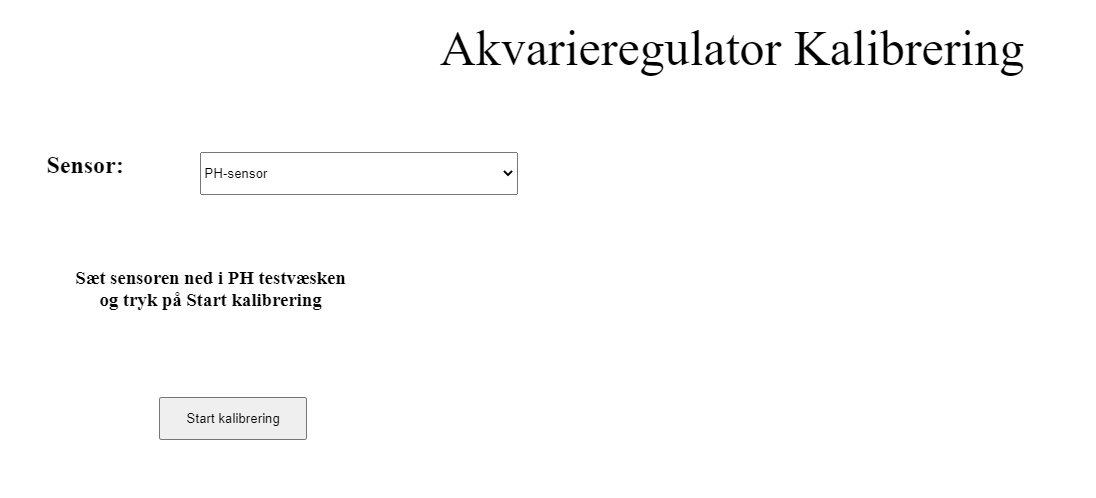 Akvarieregulator Kalibrering
Sensor:
PH-sensor
Sæt sensoren ned i PH testvæsken
og tryk på Start kalibrering
Start kalibrering